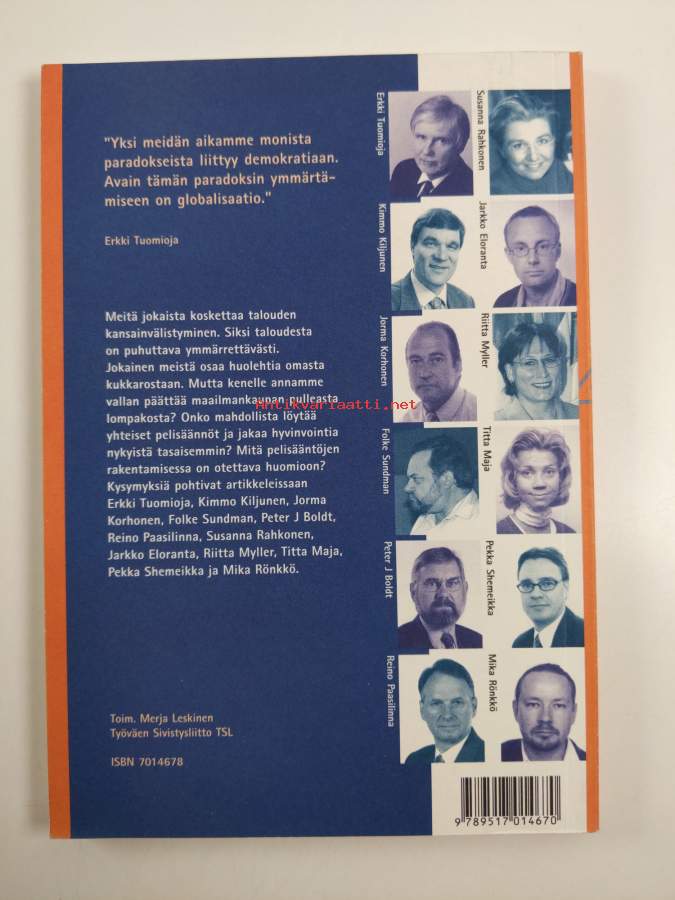 "Yksi meidän aikamme monista
paradokseista liittyy demokratiaan.
Avain tämän paradoksin ymmärtä-
miseen on globalisaatio."
Erkki Tuomioja
Meitä jokaista koskettaa talouden
kansainvälistyminen. Siksi taloudesta
on puhuttava ymmärrettävästi.
Jokainen meistä osaa huolehtia omasta
kukkarostaan. Mutta kenelle annamme
vallan päättää maailmankaupan pulleasta
lompakosta? Onko mahdollista löytää
yhteiset pelisäännöt ja jakaa hyvinvointia
nykyistä tasaisemmin? Mitä pelisääntöjen
rakentamisessa on otettava huomioon?
Kysymyksiä pohtivat artikkeleissaan
Erkki Tuomioja, Kimmo Kiljunen, Jorma
Korhonen, Folke Sundman, Peter J Boldt,
Reino Paasilinna, Susanna Rahkonen,
Jarkko Eloranta, Riitta Myller, Titta Maja,
Pekka Shemeikka ja Mika Rönkkö.
Toim. Merja Leskinen
Työväen Sivistysliitto TSL
ISBN 7014678
Erkki Tuomioja
Susanna Rahkonen
Kimmo Kiljunen
Jarkko Eloranta
Jorma Korhonen
Riitta Myller
Folke Sundman
Titta Maja
Peter J Boldt
Pekka Shemeikka
Reino Paasilinna
Mika Rönkkö
9 789517 014670
Antikvariaatti.net